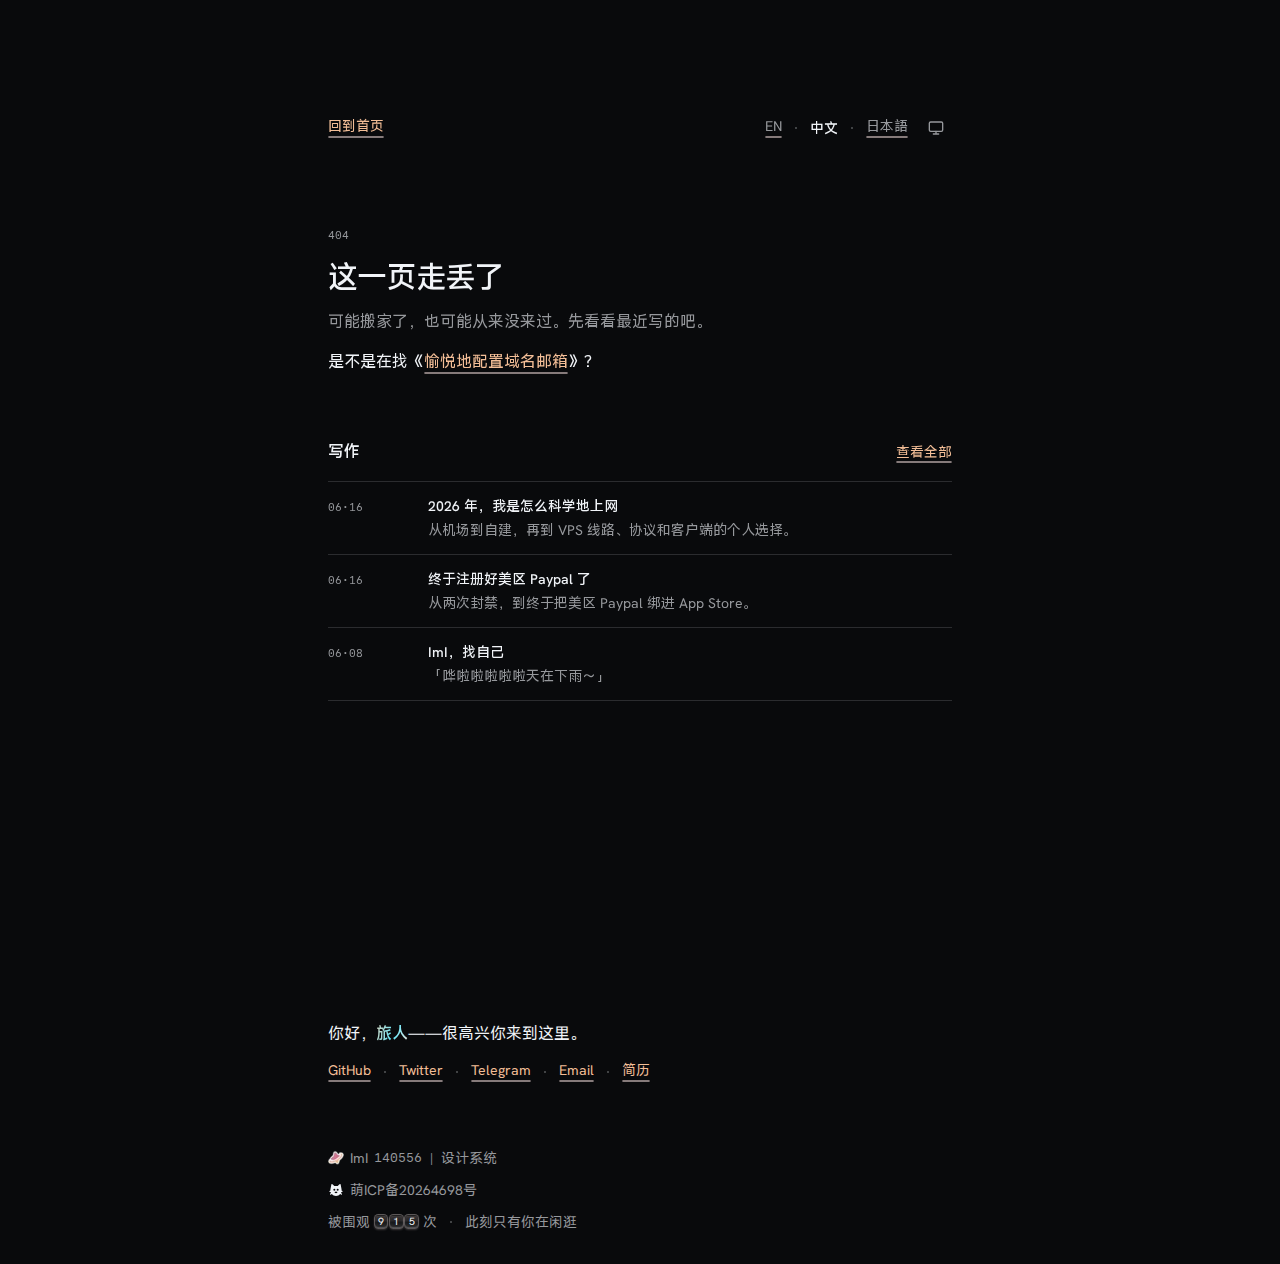 回到首页
EN · 中文 · 日本語
404
这一页走丢了
可能搬家了，也可能从来没来过。先看看最近写的吧。
是不是在找《愉悦地配置域名邮箱》？
写作
查看全部
06·16
2026 年，我是怎么科学地上网
从机场到自建，再到 VPS 线路、协议和客户端的个人选择。
06·16
终于注册好美区 Paypal 了
从两次封禁，到终于把美区 Paypal 绑进 App Store。
06·08
ImI，找自己
「哗啦啦啦啦啦天在下雨～」
你好，旅人——很高兴你来到这里。
GitHub · Twitter · Telegram · Email · 简历
ImI 140556 | 设计系统
萌ICP备20264698号
被围观 915 次 · 此刻只有你在闲逛